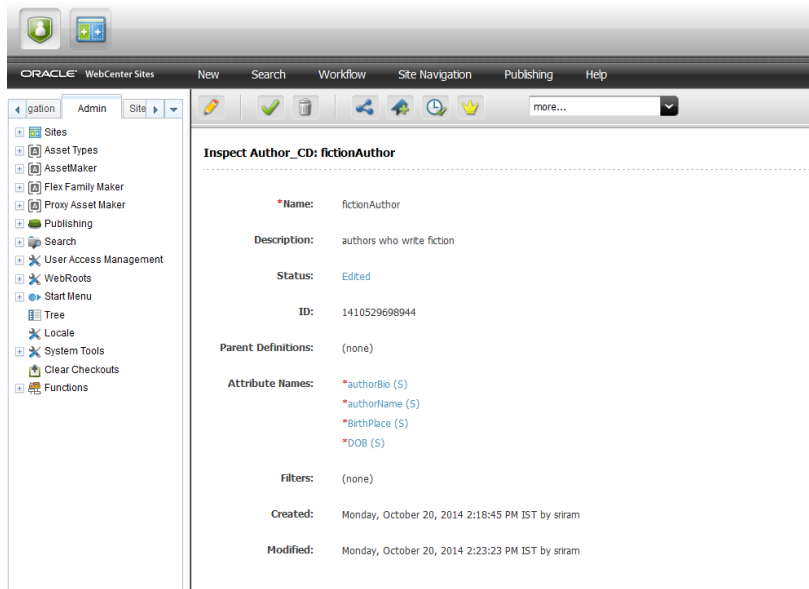 ORACLE WebCenter Sites New Search Workflow Site Navigation Publishing Help
gation Admin Site
more...
Sites
Asset Types
AssetMaker
Flex Family Maker
Proxy Asset Maker
Publishing
Search
User Access Management
WebRoots
Start Menu
Tree
Locale
System Tools
Clear Checkouts
Functions
Inspect Author_CD: fictionAuthor
*Name: fictionAuthor
Description: authors who write fiction
Status: Edited
ID: 1410529698944
Parent Definitions: (none)
Attribute Names: *authorBio (S)
*authorName (S)
*BirthPlace (S)
*DOB (S)
Filters: (none)
Created: Monday, October 20, 2014 2:18:45 PM IST by sriram
Modified: Monday, October 20, 2014 2:23:23 PM IST by sriram